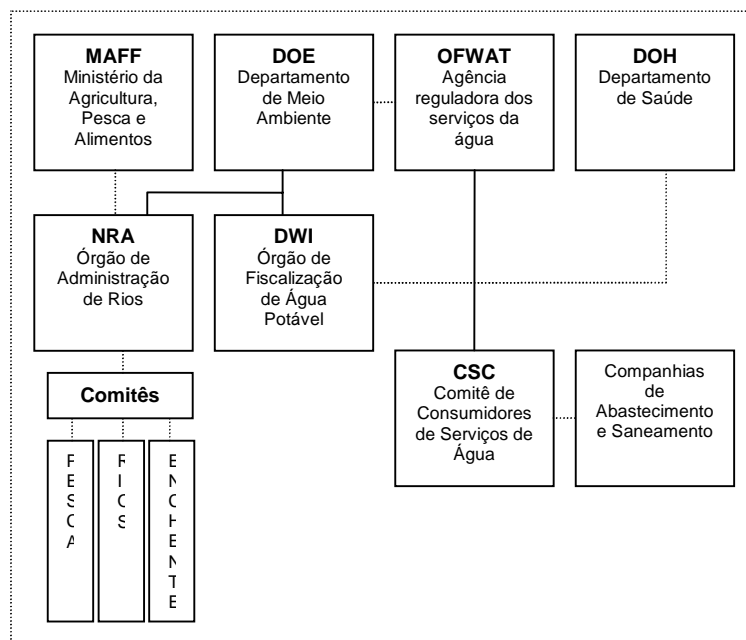 MAFF
Ministério da
Agricultura,
Pesca e
Alimentos
DOE
Departamento
de Meio
Ambiente
OFWAT
Agência
reguladora dos
serviços da
água
DOH
Departamento
de Saúde
NRA
Órgão de
Administração
de Rios
DWI
Órgão de
Fiscalização
de Água
Potável
CSC
Comitê de
Consumidores
de Serviços de
Água
Companhias
de
Abastecimento
e Saneamento
Comitês
PESCA
RIOS
ENCHENTE